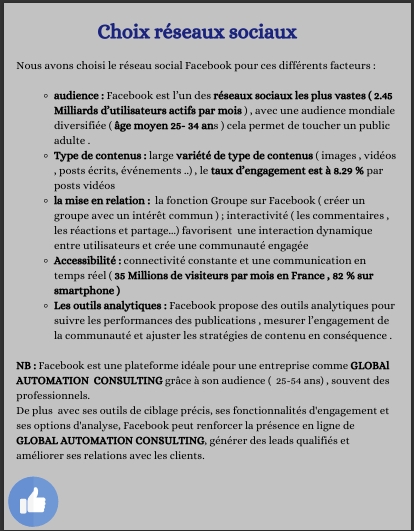 Choix réseaux sociaux
Nous avons choisi le réseau social Facebook pour ces différents facteurs :
audience : Facebook est l'un des réseaux sociaux les plus vastes ( 2.45
Milliards d'utilisateurs actifs par mois ) , avec une audience mondiale
diversifiée ( âge moyen 25- 34 ans ) cela permet de toucher un public
adulte .
Type de contenus : large variété de type de contenus ( images , vidéos
, posts écrits, événements ..) , le taux d'engagement est à 8.29 % par
posts vidéos
la mise en relation : la fonction Groupe sur Facebook ( créer un
groupe avec un intérêt commun ) ; interactivité ( les commentaires ,
les réactions et partage...) favorisent une interaction dynamique
entre utilisateurs et crée une communauté engagée
Accessibilité : connectivité constante et une communication en
temps réel ( 35 Millions de visiteurs par mois en France , 82 % sur
smartphone )
Les outils analytiques : Facebook propose des outils analytiques pour
suivre les performances des publications , mesurer l'engagement de
la communauté et ajuster les stratégies de contenu en conséquence .
NB : Facebook est une plateforme idéale pour une entreprise comme GLOBAl
AUTOMATION CONSULTING grâce à son audience ( 25-54 ans) , souvent des
professionnels.
De plus avec ses outils de ciblage précis, ses fonctionnalités d'engagement et
ses options d'analyse, Facebook peut renforcer la présence en ligne de
GLOBAL AUTOMATION CONSULTING, générer des leads qualifiés et
améliorer ses relations avec les clients.